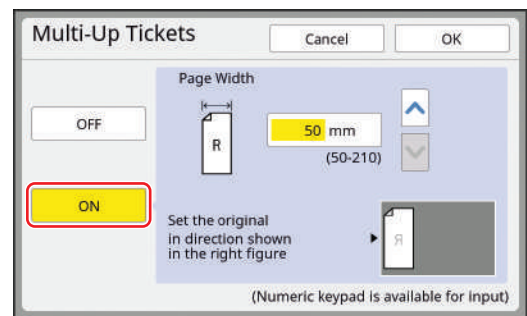 Multi-Up Tickets
Cancel
OK
Page Width
OFF
R
50 mm
(50-210)
ON
Set the original
in direction shown
in the right figure
R
(Numeric keypad is available for input)